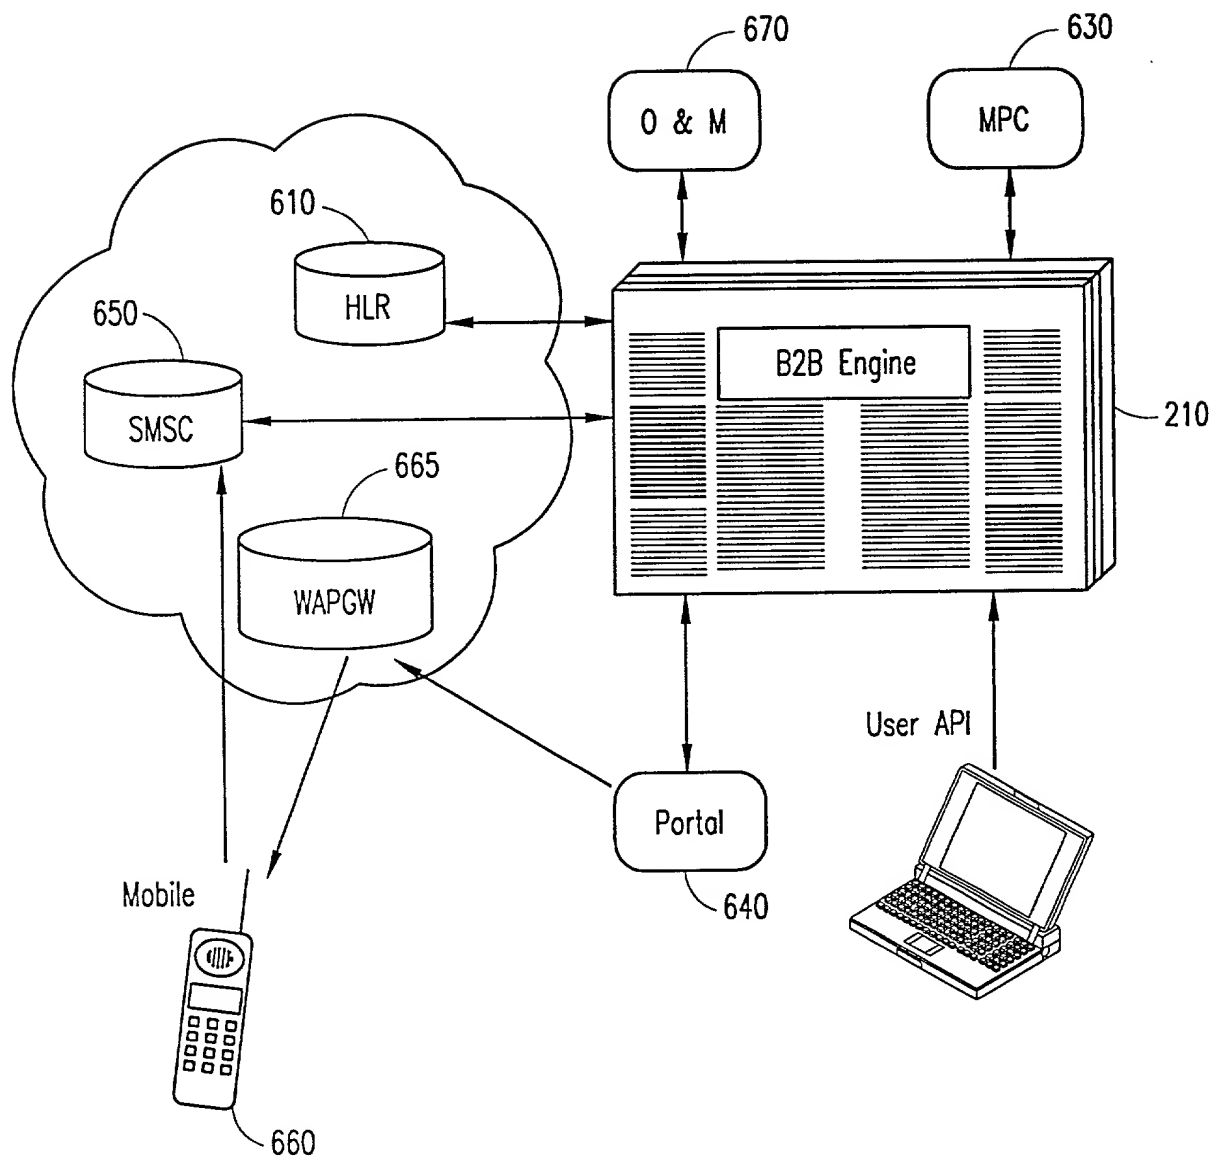 670
630
O & M
MPC
610
HLR
650
B2B Engine
SMSC
210
665
WAPGW
User API
Portal
Mobile
640
660